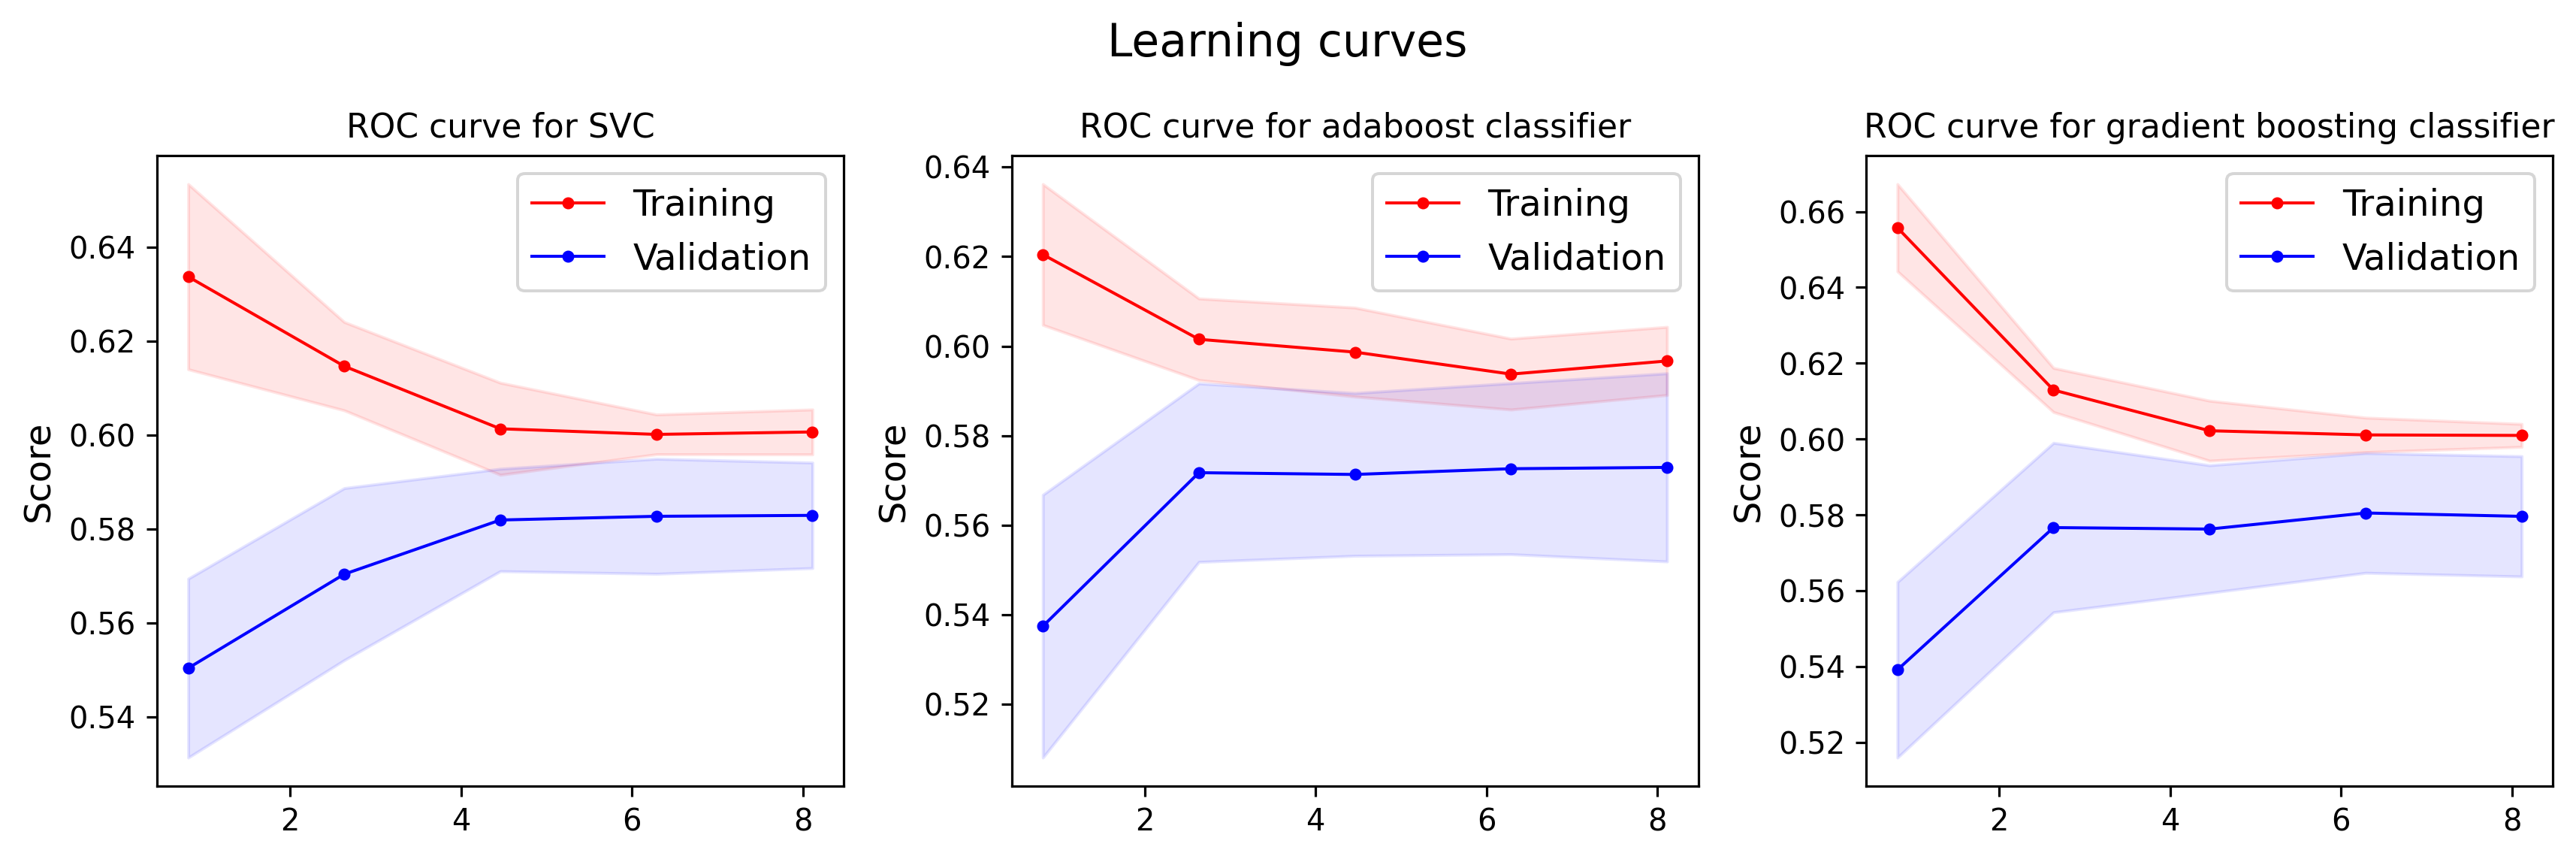 Learning curves
ROC curve for SVC
Score
0.64
0.62
0.60
0.58
0.56
0.54
2 4 6 8
Training
Validation
ROC curve for adaboost classifier
Score
0.64
0.62
0.60
0.58
0.56
0.54
0.52
2 4 6 8
Training
Validation
ROC curve for gradient boosting classifier
Score
0.66
0.64
0.62
0.60
0.58
0.56
0.54
0.52
2 4 6 8
Training
Validation